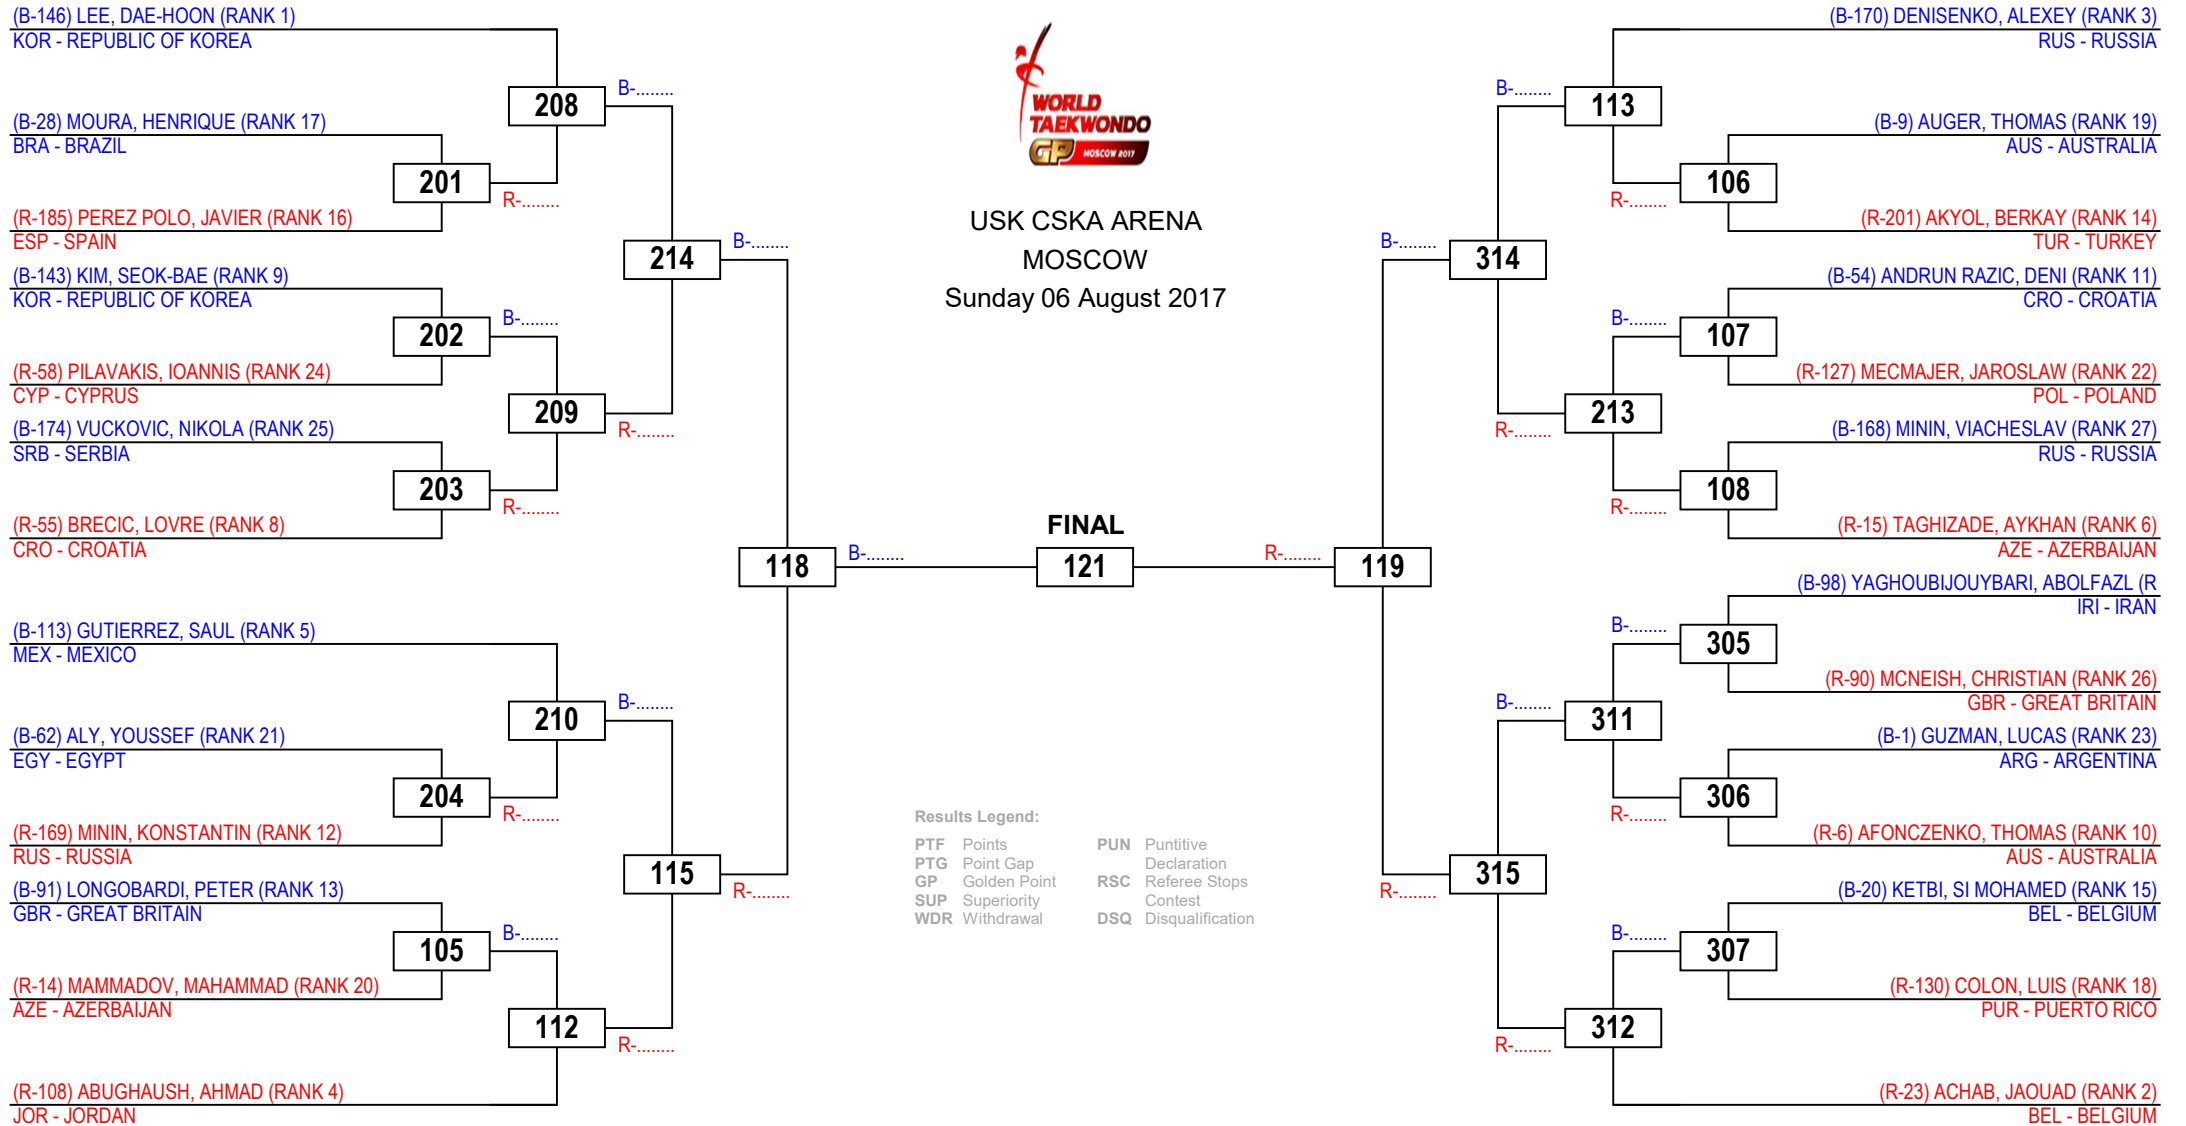 (B-146) LEE, DAE-HOON (RANK 1)
KOR - REPUBLIC OF KOREA
208
B-........
(B-28) MOURA, HENRIQUE (RANK 17)
BRA - BRAZIL
201
R-........
(R-185) PEREZ POLO, JAVIER (RANK 16)
ESP - SPAIN
214
B-........
(B-143) KIM, SEOK-BAE (RANK 9)
KOR - REPUBLIC OF KOREA
202
B-........
(R-58) PILAVAKIS, IOANNIS (RANK 24)
CYP - CYPRUS
209
R-........
(B-174) VUCKOVIC, NIKOLA (RANK 25)
SRB - SERBIA
203
R-........
(R-55) BRECIC, LOVRE (RANK 8)
CRO - CROATIA
118
B-........
(B-113) GUTIERREZ, SAUL (RANK 5)
MEX - MEXICO
210
B-........
(B-62) ALY, YOUSSEF (RANK 21)
EGY - EGYPT
204
R-........
(R-169) MININ, KONSTANTIN (RANK 12)
RUS - RUSSIA
115
R-........
(B-91) LONGOBARDI, PETER (RANK 13)
GBR - GREAT BRITAIN
105
B-........
(R-14) MAMMADOV, MAHAMMAD (RANK 20)
AZE - AZERBAIJAN
112
R-........
(R-108) ABUGHAUSH, AHMAD (RANK 4)
JOR - JORDAN
WORLD
TAEKWONDO
GP MOSCOW 2017
USK CSKA ARENA
MOSCOW
Sunday 06 August 2017
FINAL
121
Results Legend:
PTF Points
PTG Point Gap
GP Golden Point
SUP Superiority
WDR Withdrawal
PUN Puntitive
Declaration
RSC Referee Stops
Contest
DSQ Disqualification
(B-170) DENISENKO, ALEXEY (RANK 3)
RUS - RUSSIA
B-........
113
(B-9) AUGER, THOMAS (RANK 19)
AUS - AUSTRALIA
106
R-........
(R-201) AKYOL, BERKAY (RANK 14)
TUR - TURKEY
B-........
314
(B-54) ANDRUN RAZIC, DENI (RANK 11)
CRO - CROATIA
B-........
107
(R-127) MECMAJER, JAROSLAW (RANK 22)
POL - POLAND
213
R-........
(B-168) MININ, VIACHESLAV (RANK 27)
RUS - RUSSIA
108
R-........
(R-15) TAGHIZADE, AYKHAN (RANK 6)
AZE - AZERBAIJAN
R-........
119
(B-98) YAGHOUBIJOUYBARI, ABOLFAZL (R
IRI - IRAN
B-........
305
(R-90) MCNEISH, CHRISTIAN (RANK 26)
GBR - GREAT BRITAIN
B-........
311
(B-1) GUZMAN, LUCAS (RANK 23)
ARG - ARGENTINA
306
R-........
(R-6) AFONCZENKO, THOMAS (RANK 10)
AUS - AUSTRALIA
315
R-........
(B-20) KETBI, SI MOHAMED (RANK 15)
BEL - BELGIUM
B-........
307
(R-130) COLON, LUIS (RANK 18)
PUR - PUERTO RICO
312
R-........
(R-23) ACHAB, JAOUAD (RANK 2)
BEL - BELGIUM